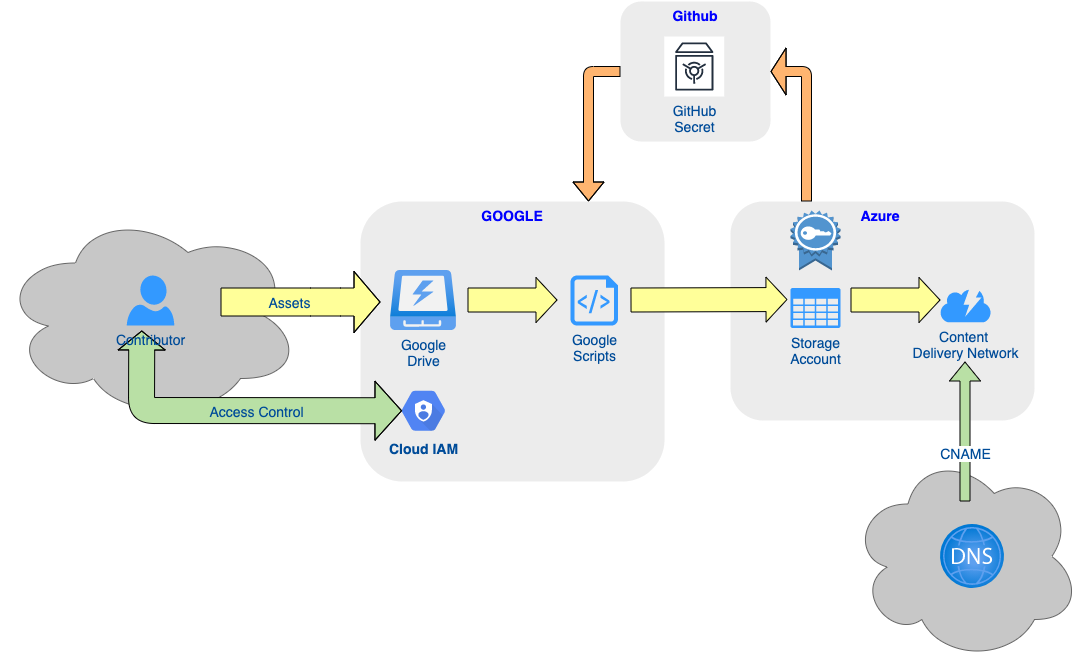 Github
GitHub
Secret
GOOGLE
Azure
Contributor
Assets
Google
Drive
Google
Scripts
Storage
Account
Content
Delivery Network
Access Control
Cloud IAM
CNAME
DNS